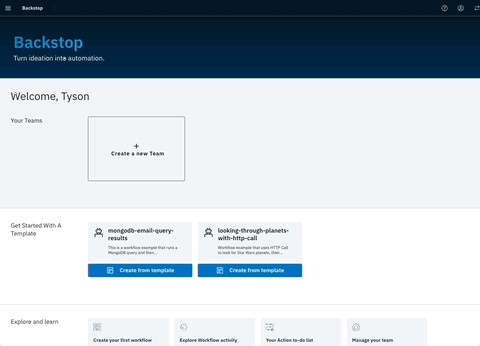 Backstop
Backstop
Turn ideation into automation.
Welcome, Tyson
Your Teams
+
Create a new Team
Get Started With A
Template
mongodb-email-query-
results
This is a workflow example that runs a
MongoDB query and then...
Create from template
looking-through-planets-
with-http-call
Workflow example that uses HTTP Call
to look for Star Wars planets, their...
Create from template
Explore and learn
Create your first workflow
Explore Workflow activity
Your Action to-do list
Manage your team